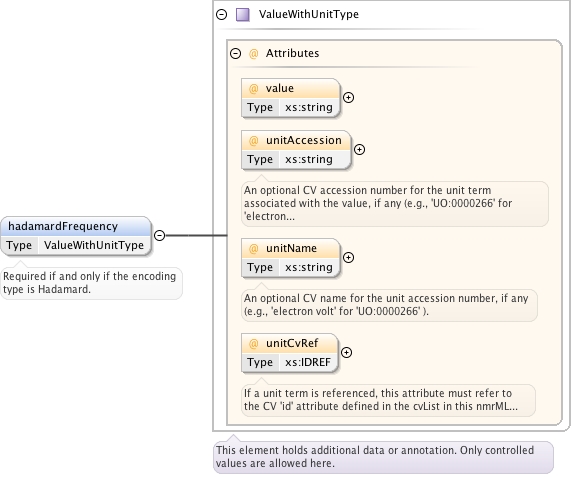 ValueWithUnitType
@ Attributes
@ value
Type xs:string
@ unitAccession
Type xs:string
An optional CV accession number for the unit term
associated with the value, if any (e.g., 'UO:0000266' for
'electron...
hadamardFrequency
Type ValueWithUnitType
Required if and only if the encoding
type is Hadamard.
@ unitName
Type xs:string
An optional CV name for the unit accession number, if any
(e.g., 'electron volt' for 'UO:0000266' ).
@ unitCvRef
Type xs:IDREF
If a unit term is referenced, this attribute must refer to
the CV 'id' attribute defined in the cvList in this nmrML...
This element holds additional data or annotation. Only controlled
values are allowed here.